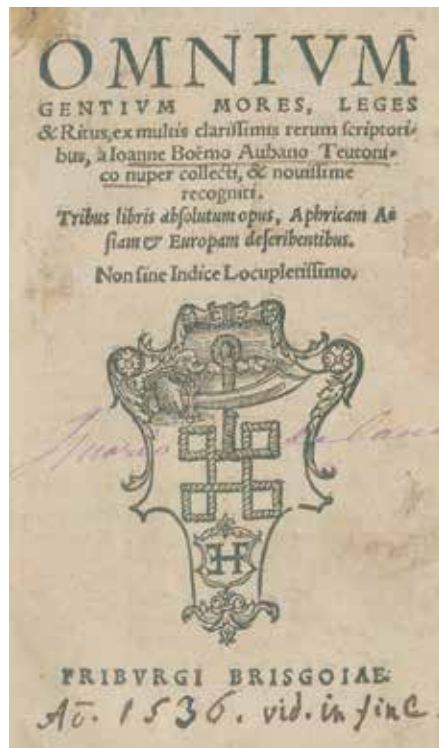 OMNIVM
GENTIVM MORES, LEGES
& Ritus, ex multis clariſſimis rerum ſcriptori⸗
bus, à Ioanne Boëmo Aubano Teutoni⸗
co nuper collecti, & nouiſſime
recogniti.
Tribus libris abſolutum opus, Aphricam A⸗
ſiam & Europam deſcribentibus.
Non ſine Indice Locupletiſſimo.
FRIBVRGI BRISGOIAE.
Aō. 1536. vid. in fine.